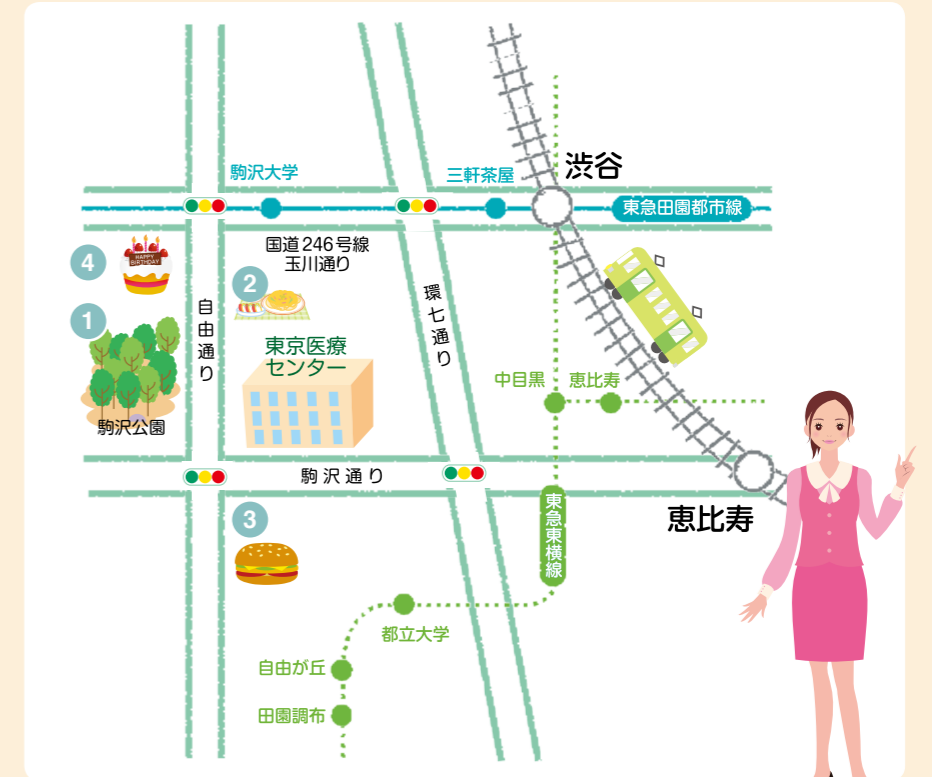 渋谷
駒沢大学
三軒茶屋
東急田園都市線
国道246号線
玉川通り
4
HAPPY
BIRTHDAY
2
1
自由通り
環七通り
東京医療
センター
中目黒
恵比寿
駒沢公園
駒沢通り
恵比寿
3
東急東横線
都立大学
自由が丘
田園調布